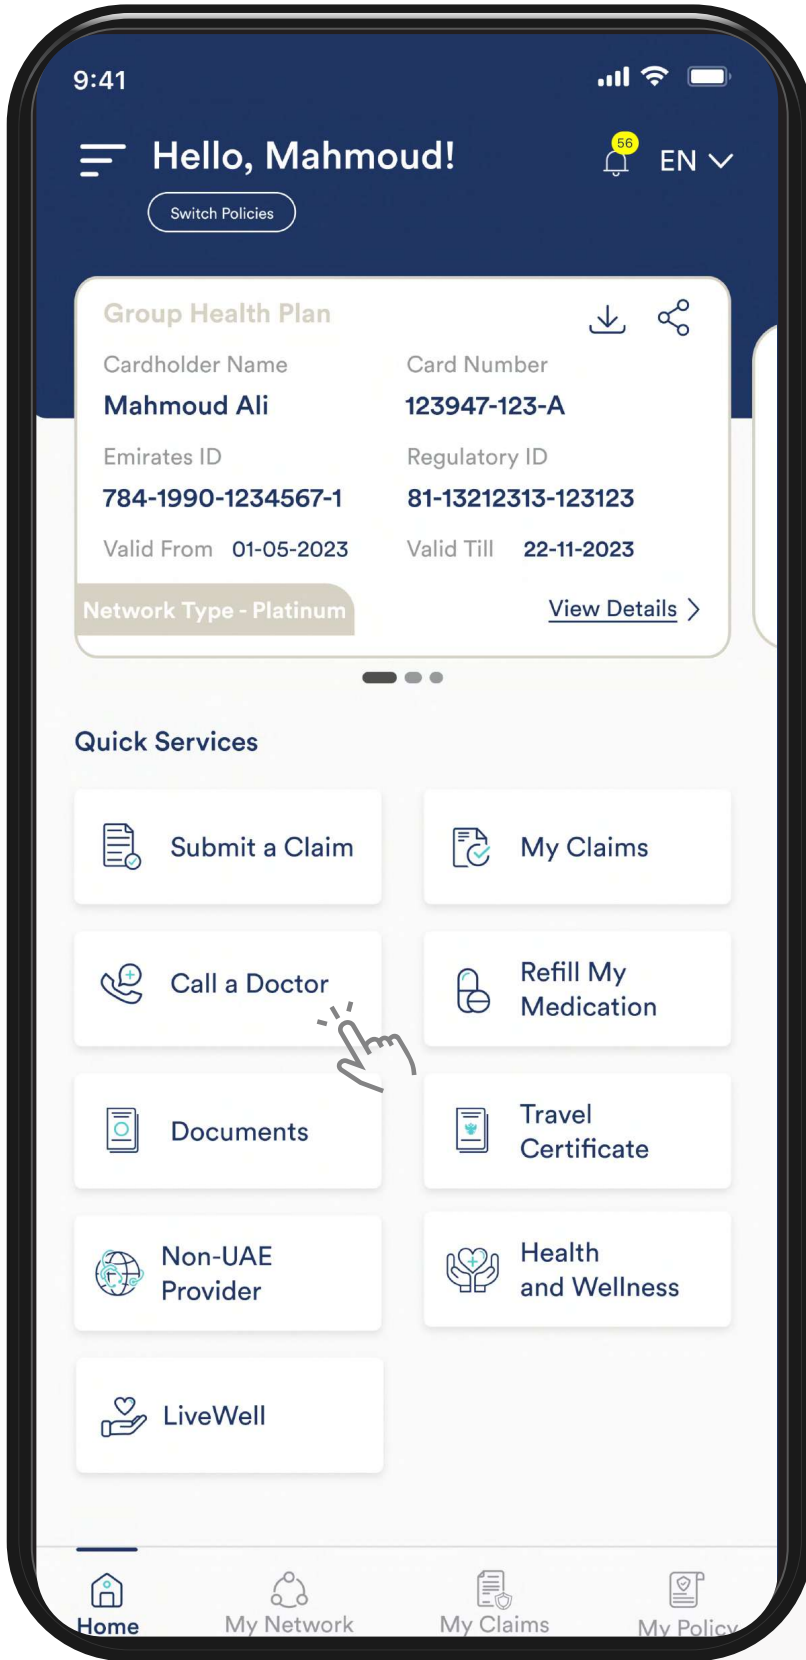 9:41
Hello, Mahmoud!
56
EN
Switch Policies
Group Health Plan
Cardholder Name
Card Number
Mahmoud Ali
123947-123-A
Emirates ID
Regulatory ID
784-1990-1234567-1
81-13212313-123123
Valid From 01-05-2023
Valid Till 22-11-2023
Network Type - Platinum
View Details
Quick Services
Submit a Claim
My Claims
Call a Doctor
Refill My
Medication
Documents
Travel
Certificate
Non-UAE
Provider
Health
and Wellness
LiveWell
Home
My Network
My Claims
My Policy